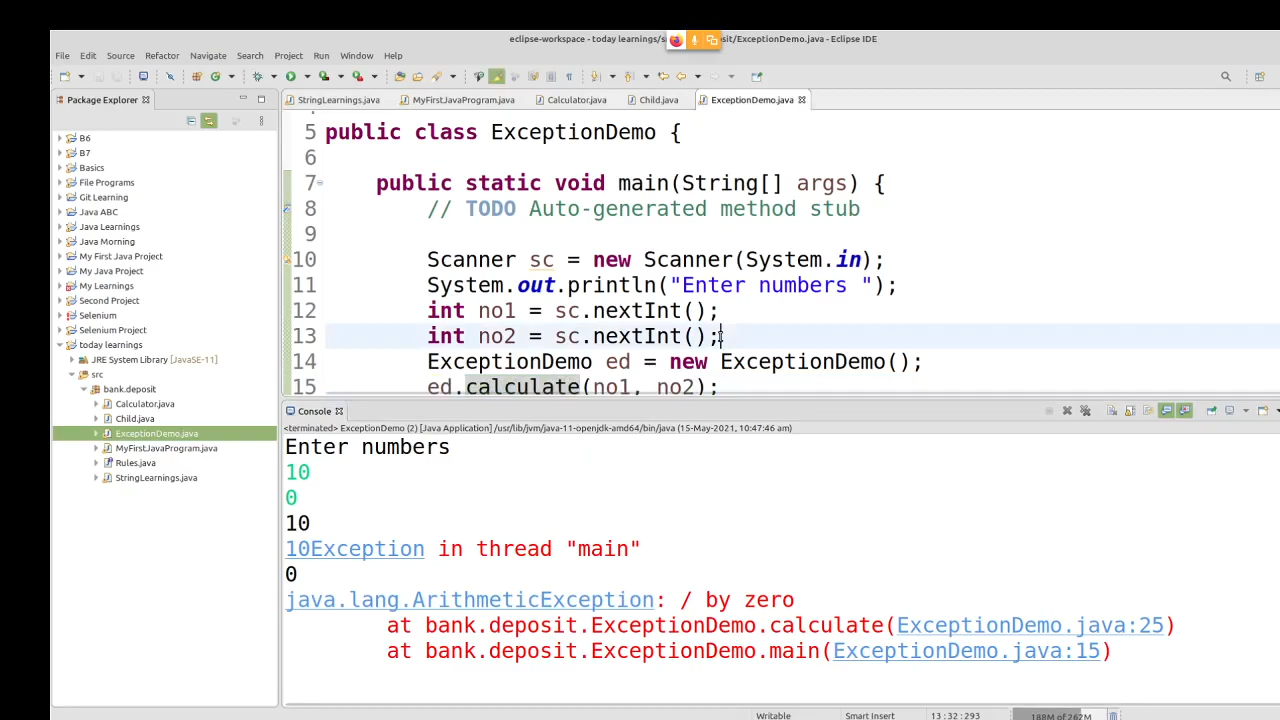 eclipse-workspace - today learnings/s sit/ExceptionDemo.java - Eclipse IDE
File Edit Source Refactor Navigate Search Project Run Window Help
Package Explorer
StringLearnings.java MyFirstJavaProgram.java Calculator.java Child.java ExceptionDemo.java
B6
B7
Basics
File Programs
Git Learning
Java ABC
Java Learnings
Java Morning
My First Java Project
My Java Project
My Learnings
Second Project
Selenium
Selenium Project
today learnings
JRE System Library [JavaSE-11]
src
bank.deposit
Calculator.java
Child.java
ExceptionDemo.java
MyFirstJavaProgram.java
Rules.java
StringLearnings.java
5 public class ExceptionDemo {
6
7 public static void main(String[] args) {
8 // TODO Auto-generated method stub
9
10 Scanner sc = new Scanner(System.in);
11 System.out.println("Enter numbers ");
12 int no1 = sc.nextInt();
13 int no2 = sc.nextInt();
14 ExceptionDemo ed = new ExceptionDemo();
15 ed.calculate(no1, no2);
Console
<terminated> ExceptionDemo (2) [Java Application] /usr/lib/jvm/java-11-openjdk-amd64/bin/java (15-May-2021, 10:47:46 am)
Enter numbers
10
0
10
10Exception in thread "main"
0
java.lang.ArithmeticException: / by zero
at bank.deposit.ExceptionDemo.calculate(ExceptionDemo.java:25)
at bank.deposit.ExceptionDemo.main(ExceptionDemo.java:15)
Writable Smart Insert 13:32:293 188M of 262M